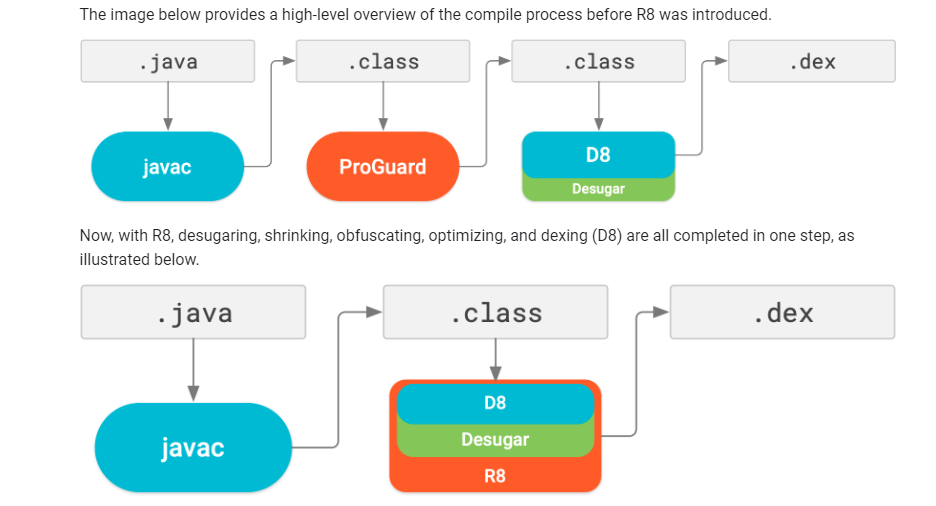 The image below provides a high-level overview of the compile process before R8 was introduced.
.java
.class
.class
.dex
javac
ProGuard
D8
Desugar
Now, with R8, desugaring, shrinking, obfuscating, optimizing, and dexing (D8) are all completed in one step, as
illustrated below.
.java
.class
.dex
javac
D8
Desugar
R8